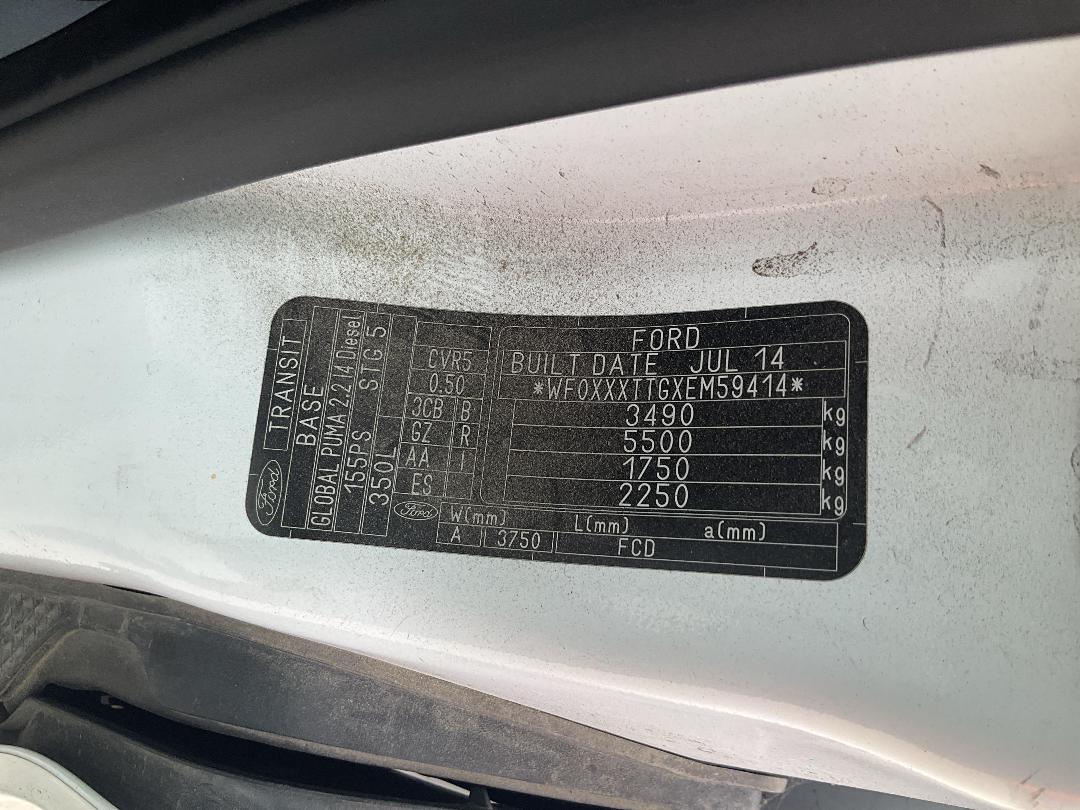 FORD
BUILT DATE JUL 14
*WF0XXXTTGXEM59414*
3490 kg
5500 kg
1750 kg
2250 kg
W(mm) L(mm) a(mm)
A 3750 FCD
CVR5
0.50
3CB B
GZ R
AA I
ES
Ford
Ford
TRANSIT
BASE
GLOBAL PUMA 2.2 14 Diesel
155PS STG 5
350L